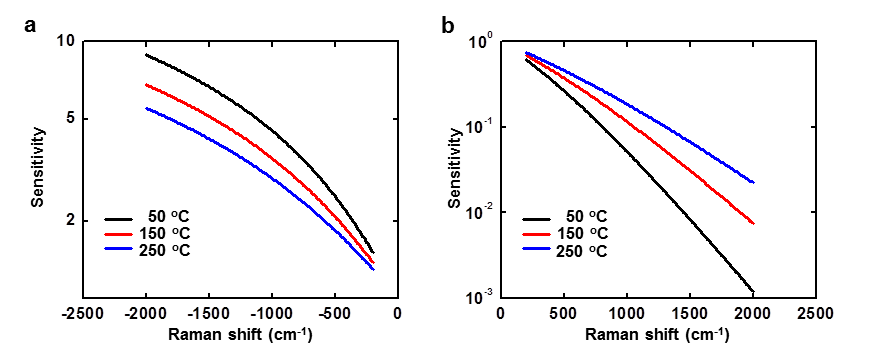 a
10
5
2
Sensitivity
50 °C
150 °C
250 °C
-2500 -2000 -1500 -1000 -500 0
Raman shift (cm⁻¹)
b
10⁰
10⁻¹
10⁻²
10⁻³
Sensitivity
50 °C
150 °C
250 °C
0 500 1000 1500 2000 2500
Raman shift (cm⁻¹)